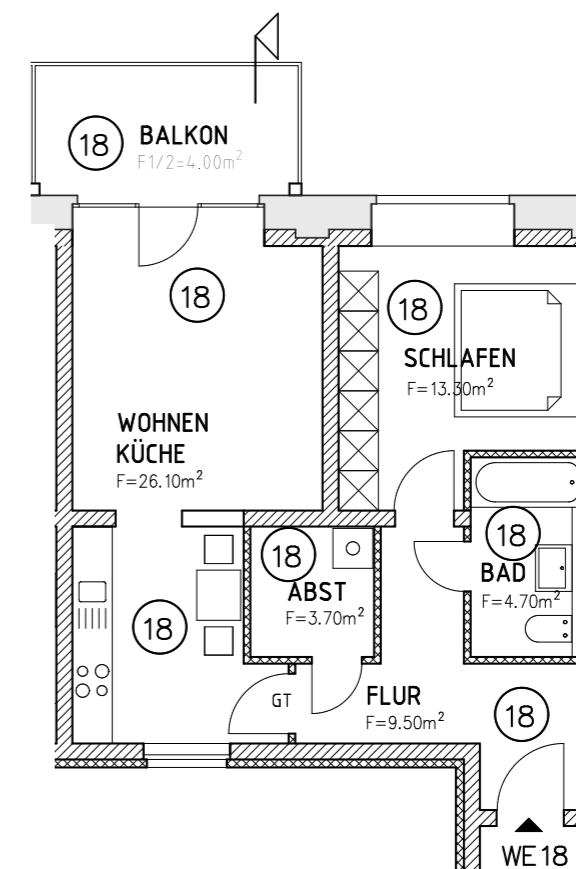 18
BALKON
F1/2=4.00m²
18
18
SCHLAFEN
F=13.30m²
WOHNEN
KÜCHE
F=26.10m²
18
ABST
F=3.70m²
18
BAD
F=4.70m²
18
GT
FLUR
F=9.50m²
18
WE 18